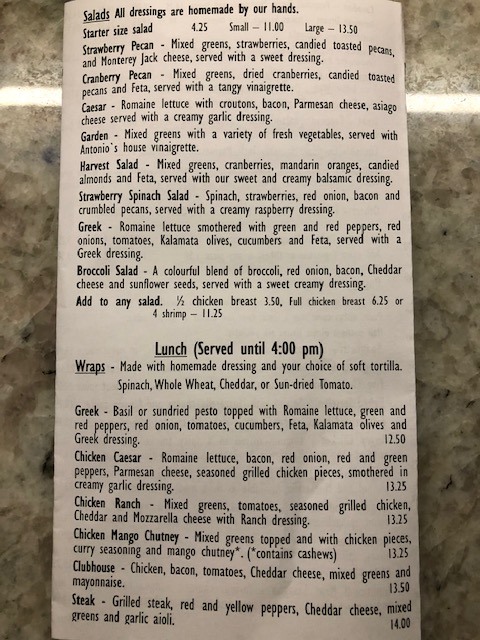 Salads All dressings are homemade by our hands.
Starter size salad 4.25 Small – 11.00 Large – 13.50
Strawberry Pecan - Mixed greens, strawberries, candied toasted pecans,
and Monterey Jack cheese, served with a sweet dressing.
Cranberry Pecan - Mixed greens, dried cranberries, candied toasted
pecans and Feta, served with a tangy vinaigrette.
Caesar - Romaine lettuce with croutons, bacon, Parmesan cheese, asiago
cheese served with a creamy garlic dressing.
Garden - Mixed greens with a variety of fresh vegetables, served with
Antonio's house vinaigrette.
Harvest Salad - Mixed greens, cranberries, mandarin oranges, candied
almonds and Feta, served with our sweet and creamy balsamic dressing.
Strawberry Spinach Salad - Spinach, strawberries, red onion, bacon and
crumbled pecans, served with a creamy raspberry dressing.
Greek - Romaine lettuce smothered with green and red peppers, red
onions, tomatoes, Kalamata olives, cucumbers and Feta, served with a
Greek dressing.
Broccoli Salad - A colourful blend of broccoli, red onion, bacon, Cheddar
cheese and sunflower seeds, served with a sweet creamy dressing.
Add to any salad. ½ chicken breast 3.50, Full chicken breast 6.25 or
4 shrimp – 11.25
Lunch (Served until 4:00 pm)
Wraps - Made with homemade dressing and your choice of soft tortilla.
Spinach, Whole Wheat, Cheddar, or Sun-dried Tomato.
Greek - Basil or sundried pesto topped with Romaine lettuce, green and
red peppers, red onion, tomatoes, cucumbers, Feta, Kalamata olives and
Greek dressing. 12.50
Chicken Caesar - Romaine lettuce, bacon, red onion, red and green
peppers, Parmesan cheese, seasoned grilled chicken pieces, smothered in
creamy garlic dressing. 13.25
Chicken Ranch - Mixed greens, tomatoes, seasoned grilled chicken,
Cheddar and Mozzarella cheese with Ranch dressing. 13.25
Chicken Mango Chutney - Mixed greens topped and with chicken pieces,
curry seasoning and mango chutney*. (*contains cashews) 13.25
Clubhouse - Chicken, bacon, tomatoes, Cheddar cheese, mixed greens and
mayonnaise. 13.50
Steak - Grilled steak, red and yellow peppers, Cheddar cheese, mixed
greens and garlic aioli. 14.00